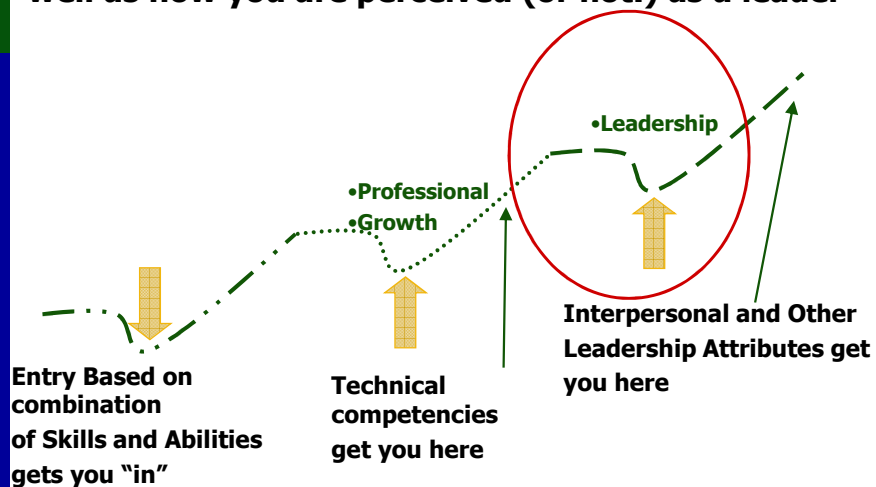 well as how you are perceived (or not!) as a leader
•Leadership
•Professional
•Growth
Interpersonal and Other
Leadership Attributes get
you here
Entry Based on
combination
of Skills and Abilities
gets you “in”
Technical
competencies
get you here